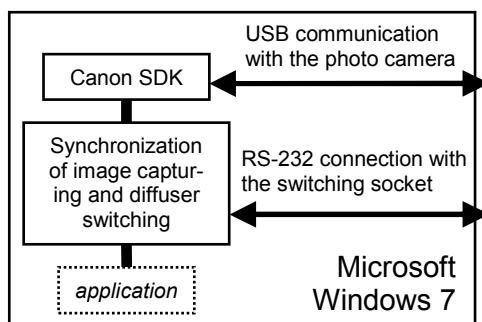 USB communication
with the photo camera
Canon SDK
Synchronization
of image captur-
ing and diffuser
switching
RS-232 connection with
the switching socket
application
Microsoft
Windows 7